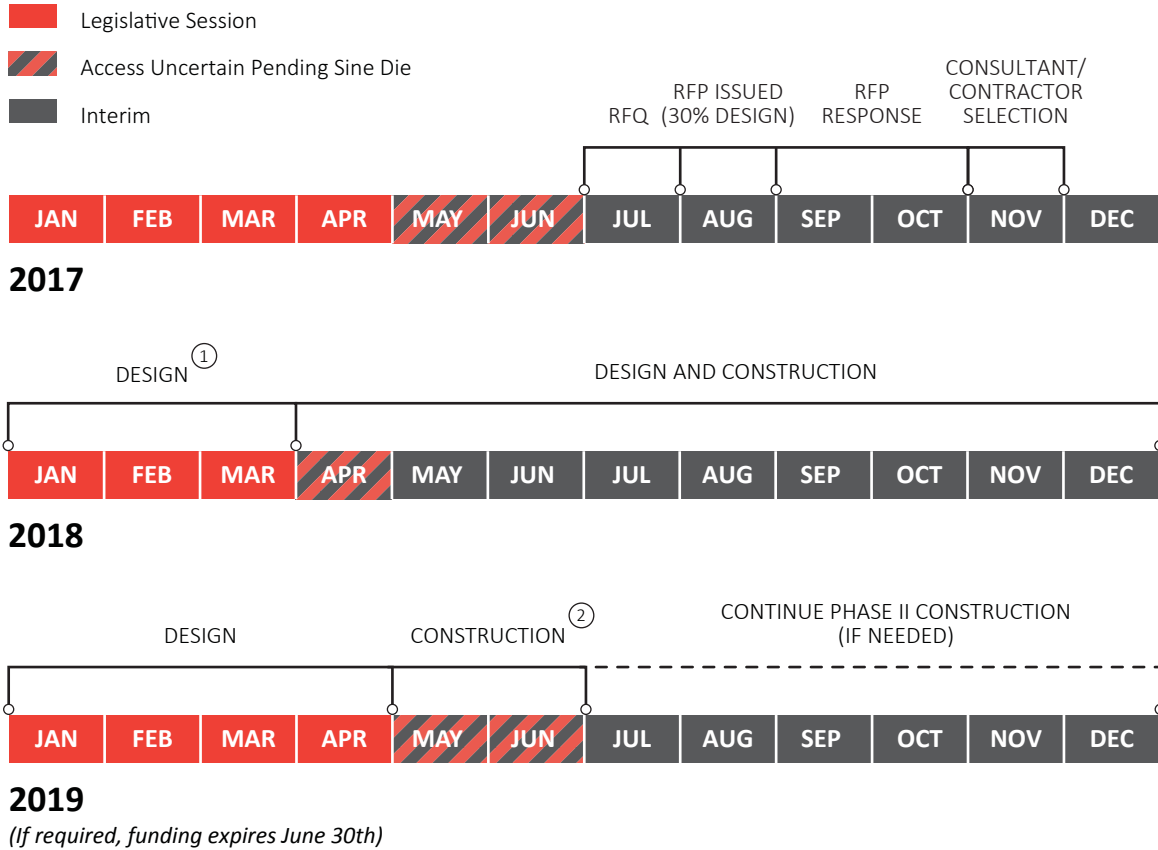 Legislative Session
Access Uncertain Pending Sine Die
Interim
RFQ
RFP ISSUED
(30% DESIGN)
RFP
RESPONSE
CONSULTANT/
CONTRACTOR
SELECTION
JAN FEB MAR APR MAY JUN JUL AUG SEP OCT NOV DEC
2017
DESIGN 1
DESIGN AND CONSTRUCTION
JAN FEB MAR APR MAY JUN JUL AUG SEP OCT NOV DEC
2018
DESIGN
CONSTRUCTION 2
CONTINUE PHASE II CONSTRUCTION
(IF NEEDED)
JAN FEB MAR APR MAY JUN JUL AUG SEP OCT NOV DEC
2019
(If required, funding expires June 30th)